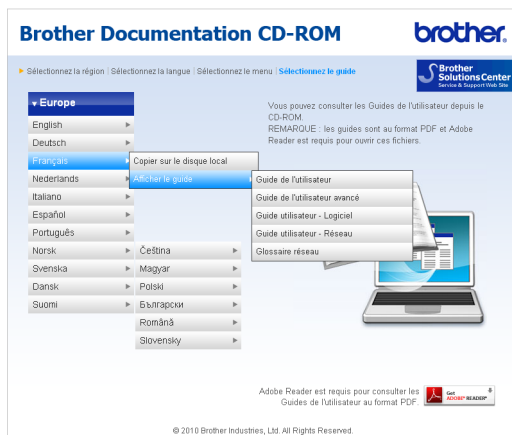 Brother Documentation CD-ROM
brother
Sélectionnez la région | Sélectionnez la langue | Sélectionnez le menu | Sélectionnez le guide
Brother
Solutions Center
Service & Support Web Site
Europe
English
Deutsch
Français
Nederlands
Italiano
Español
Português
Norsk
Svenska
Dansk
Suomi
Čeština
Magyar
Polski
Български
Română
Slovensky
Copier sur le disque local
Afficher le guide
Guide de l'utilisateur
Guide de l'utilisateur avancé
Guide utilisateur - Logiciel
Guide utilisateur - Réseau
Glossaire réseau
Vous pouvez consulter les Guides de l'utilisateur depuis le
CD-ROM.
REMARQUE : les guides sont au format PDF et Adobe
Reader est requis pour ouvrir ces fichiers.
Adobe Reader est requis pour consulter les
Guides de l'utilisateur au format PDF.
Get
ADOBE® READER®
© 2010 Brother Industries, Ltd. All Rights Reserved.